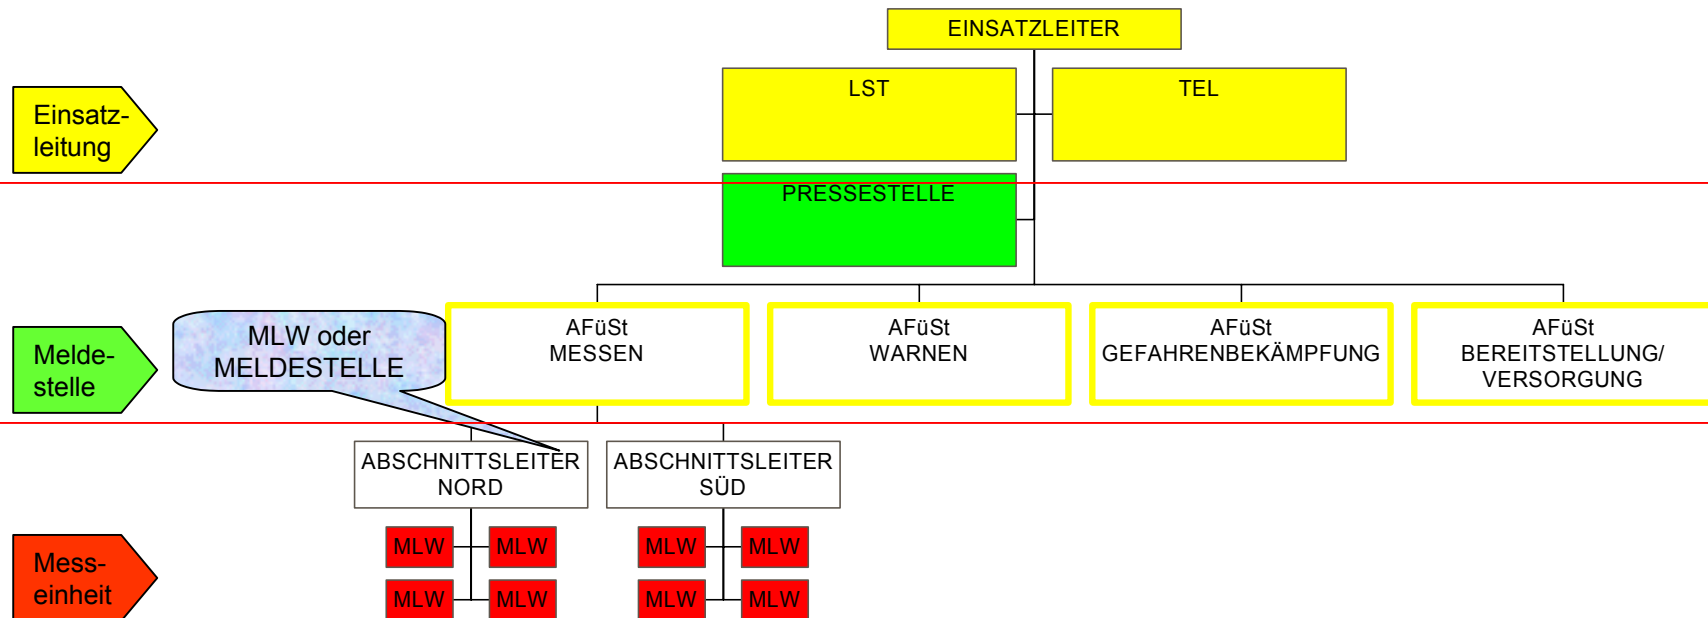 EINSATZLEITER
LST
TEL
Einsatz-
leitung
PRESSESTELLE
Melde-
stelle
MLW oder
MELDESTELLE
AFüSt
MESSEN
AFüSt
WARNEN
AFüSt
GEFAHRENBEKÄMPFUNG
AFüSt
BEREITSTELLUNG/
VERSORGUNG
ABSCHNITTSLEITER
NORD
ABSCHNITTSLEITER
SÜD
Mess-
einheit
MLW
MLW
MLW
MLW
MLW
MLW
MLW
MLW